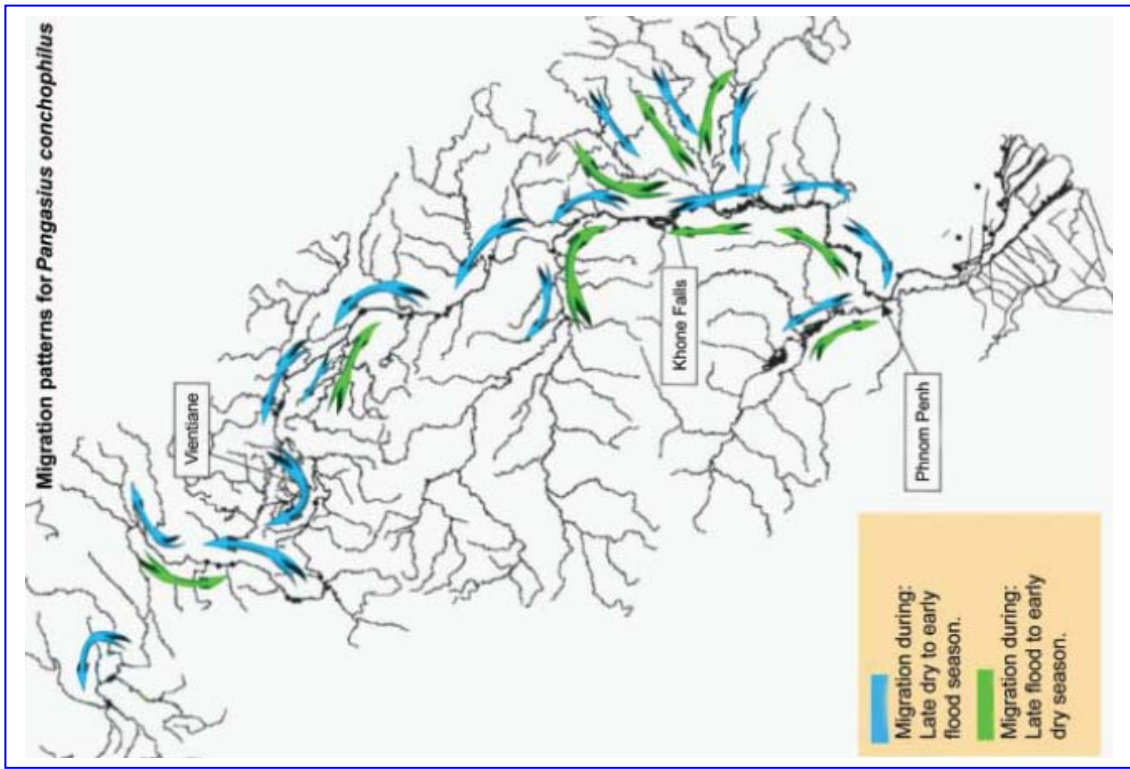 Migration patterns for Pangasius conchophilus
Vientiane
Khone Falls
Phnom Penh
Migration during:
Late dry to early
flood season.
Migration during:
Late flood to early
dry season.